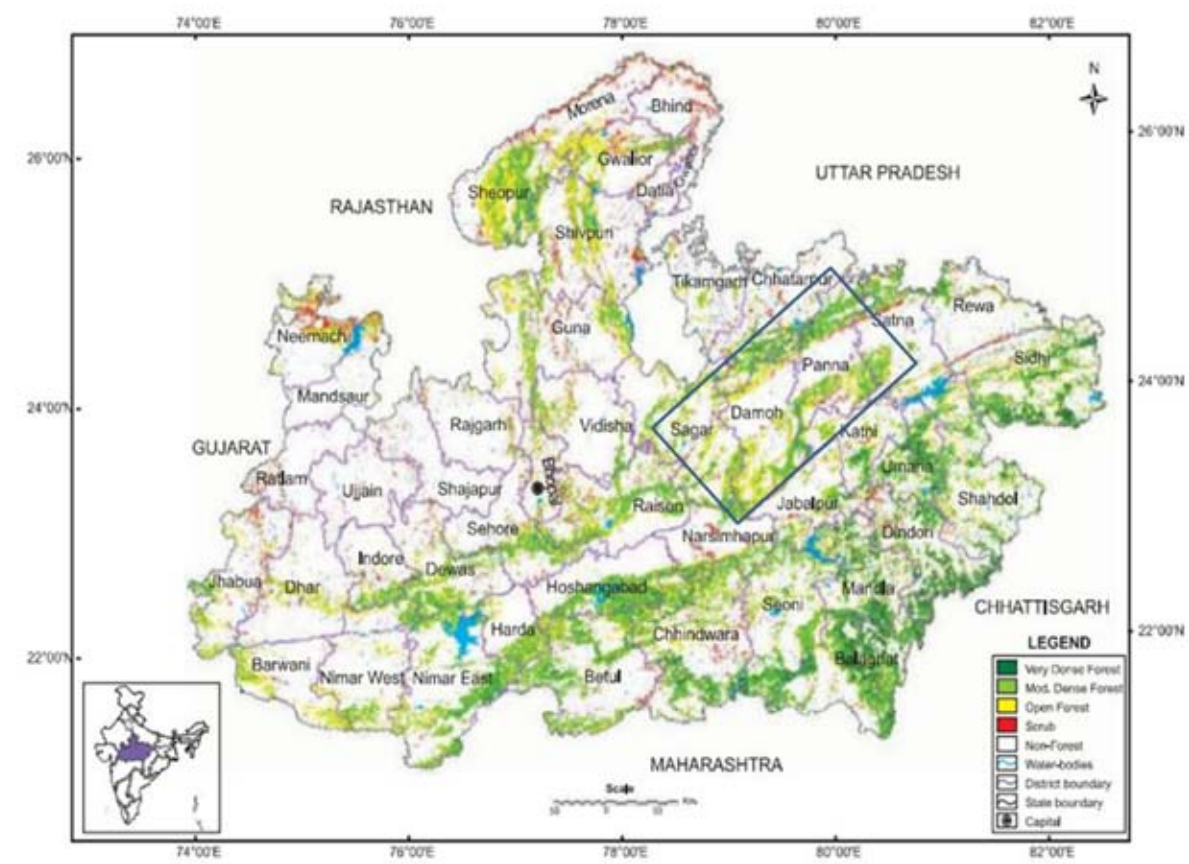 74°00'E 76°00'E 78°00'E 80°00'E 82°00'E
N
26°00'N
26°00'N
24°00'N
24°00'N
22°00'N
22°00'N
Morena
Bhind
Gwalior
Datia
Sheopur
Shivpuri
UTTAR PRADESH
RAJASTHAN
Tikamgarh
Chhatarpur
Rewa
Satna
Sidhi
Neemach
Guna
Panna
Mandsaur
Rajgarh
Vidisha
Sagar
Damoh
Katni
GUJARAT
Ratlam
Ujjain
Shajapur
Bhopal
Raisen
Jabalpur
Umaria
Shahdol
Sehore
Narsimhapur
Dindori
Indore
Dewas
Jhabua
Dhar
Hoshangabad
Seoni
Mandla
CHHATTISGARH
Harda
Chhindwara
Balaghat
Barwani
Nimar West
Nimar East
Betul
MAHARASHTRA
Scale
LEGEND
Very Dense Forest
Mod. Dense Forest
Open Forest
Scrub
Non-Forest
Water-bodies
District boundary
State boundary
Capital
74°00'E 76°00'E 78°00'E 80°00'E 82°00'E